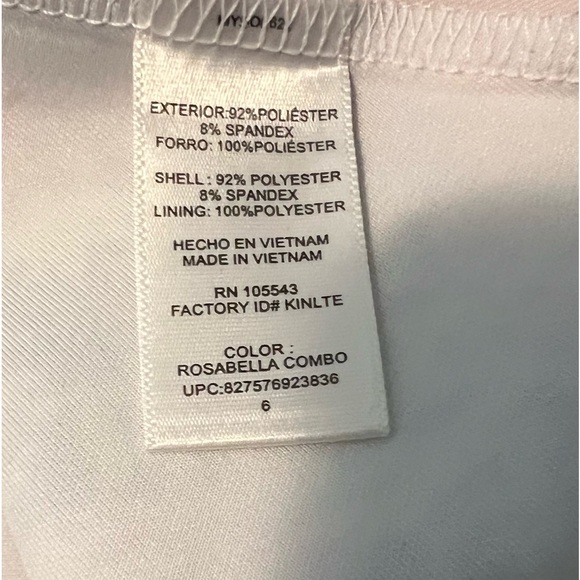 EXTERIOR:92%POLIÉSTER
8% SPANDEX
FORRO: 100%POLIÉSTER
SHELL : 92% POLYESTER
8% SPANDEX
LINING: 100%POLYESTER
HECHO EN VIETNAM
MADE IN VIETNAM
RN 105543
FACTORY ID# KINLTE
COLOR :
ROSABELLA COMBO
UPC:827576923836
6